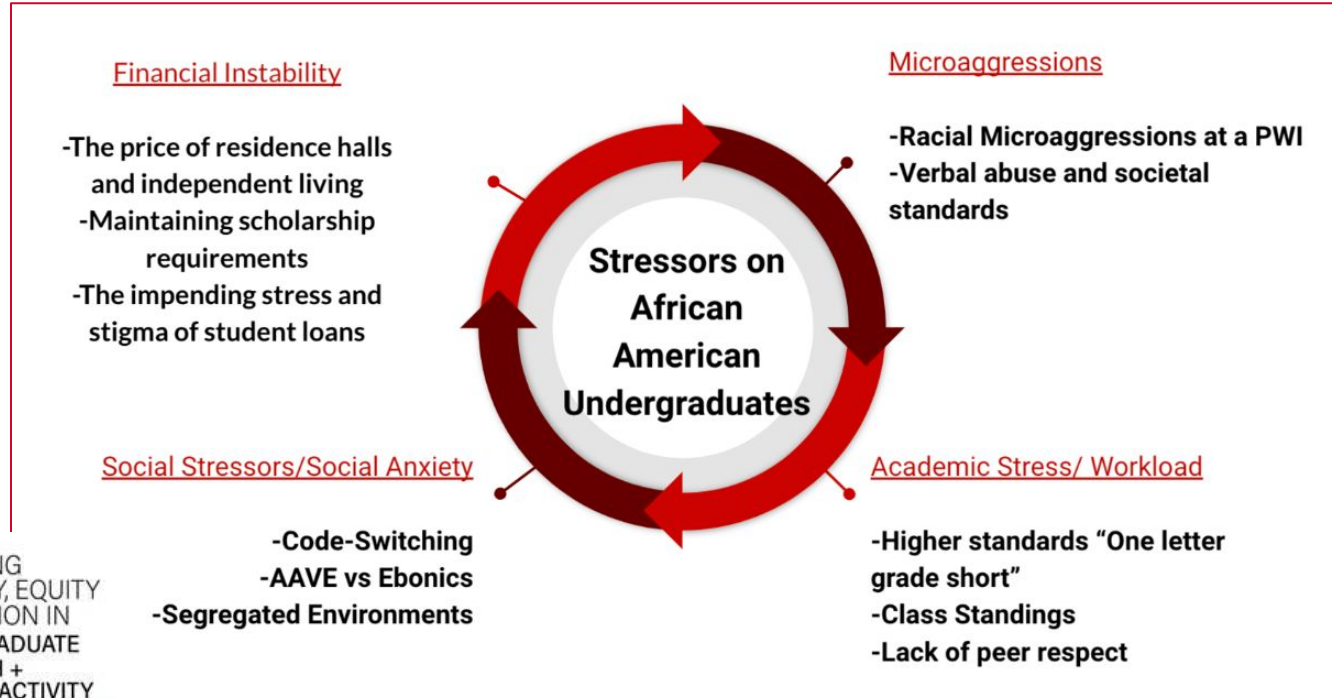 Financial Instability
-The price of residence halls
and independent living
-Maintaining scholarship
requirements
-The impending stress and
stigma of student loans
Microaggressions
-Racial Microaggressions at a PWI
-Verbal abuse and societal
standards
Stressors on
African
American
Undergraduates
Social Stressors/Social Anxiety
-Code-Switching
-AAVE vs Ebonics
-Segregated Environments
Academic Stress/ Workload
-Higher standards “One letter
grade short”
-Class Standings
-Lack of peer respect
EQUITY
IN
+
ACTIVITY